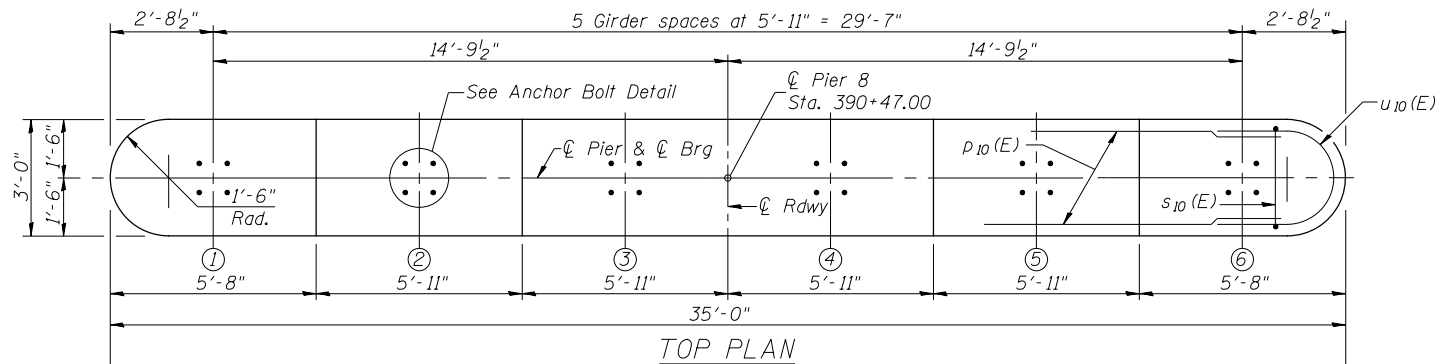 2'-8½"
5 Girder spaces at 5'-11" = 29'-7"
2'-8½"
14'-9½"
14'-9½"
See Anchor Bolt Detail
℄ Pier 8
Sta. 390+47.00
u10(E)
3'-0"
1'-6"
1'-6"
℄ Pier & ℄ Brg
p10(E)
1'-6"
Rad.
℄ Rdwy
s10(E)
1
2
3
4
5
6
5'-8"
5'-11"
5'-11"
5'-11"
5'-11"
5'-8"
35'-0"
TOP PLAN